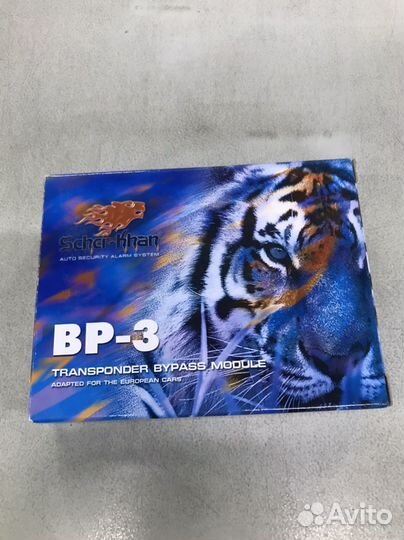 Scher-Khan
AUTO SECURITY ALARM SYSTEM
BP-3
TRANSPONDER BYPASS MODULE
ADAPTED FOR THE EUROPEAN CARS
Avito